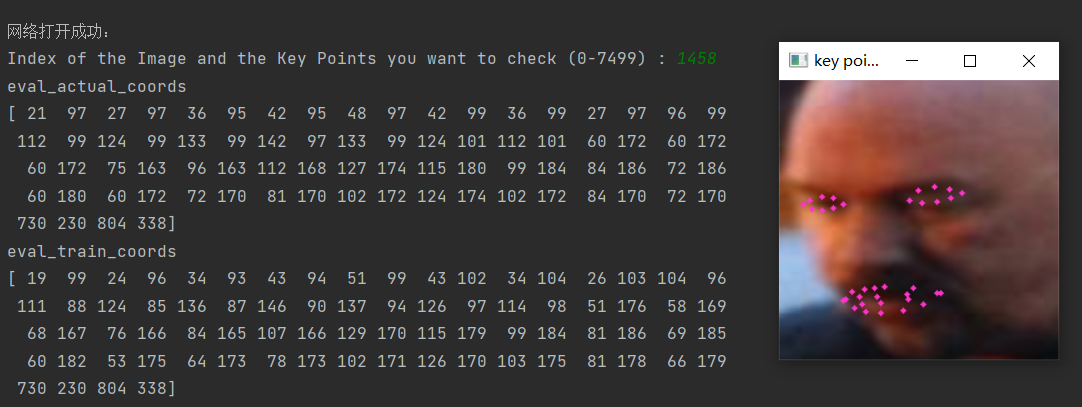 网络打开成功:
Index of the Image and the Key Points you want to check (0-7499) : 1458
eval_actual_coords
[ 21 97 27 97 36 95 42 95 48 97 42 99 36 99 27 97 96 99
112 99 124 99 133 99 142 97 133 99 124 101 112 101 60 172 60 172
60 172 75 163 96 163 112 168 127 174 115 180 99 184 84 186 72 186
60 180 60 172 72 170 81 170 102 172 124 174 102 172 84 170 72 170
730 230 804 338]
eval_train_coords
[ 19 99 24 96 34 93 43 94 51 99 43 102 34 104 26 103 104 96
111 88 124 85 136 87 146 90 137 94 126 97 114 98 51 176 58 169
68 167 76 166 84 165 107 166 129 170 115 179 99 184 81 186 69 185
60 182 53 175 64 173 78 173 102 171 126 170 103 175 81 178 66 179
730 230 804 338]
key poi...